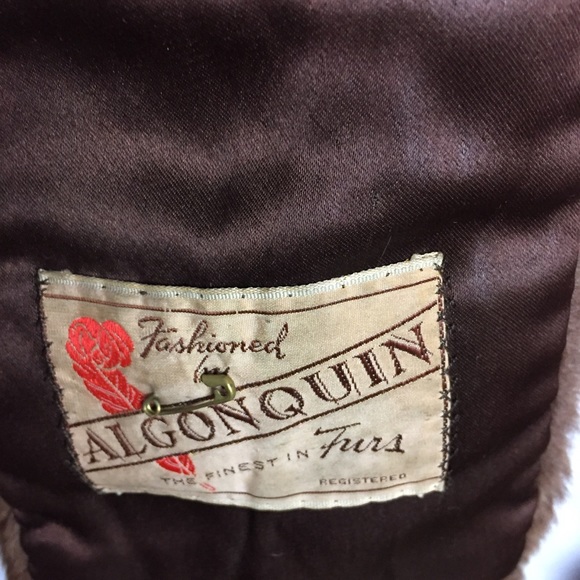 Fashioned
by
ALGONQUIN
THE FINEST IN Furs
REGISTERED